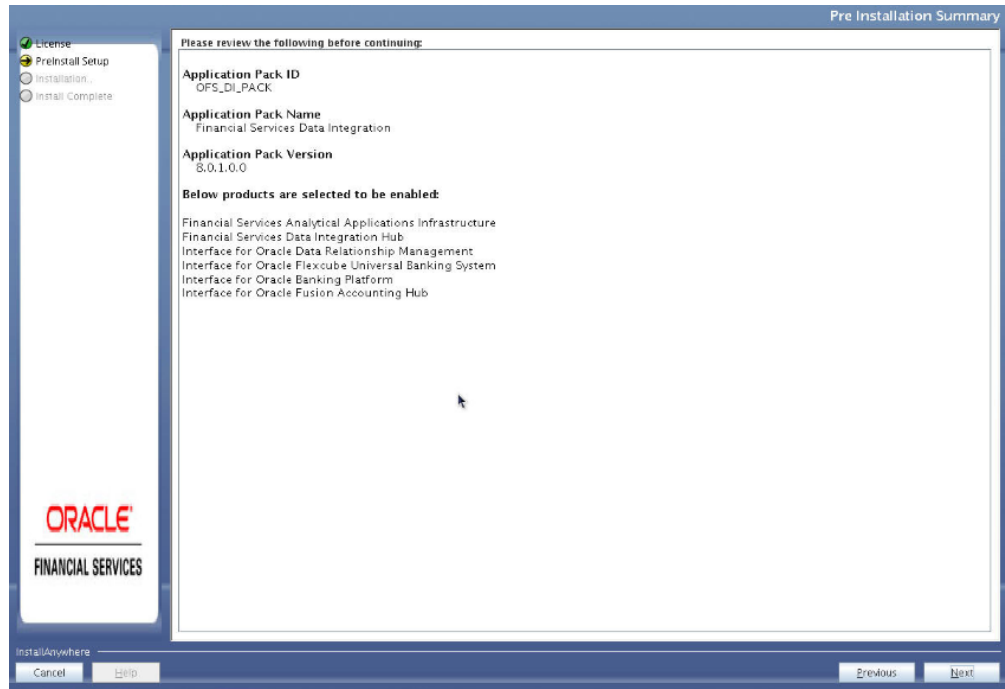 Pre Installation Summary
License
PreInstall Setup
Installation...
Install Complete
Please review the following before continuing:
Application Pack ID
OFS_DI_PACK
Application Pack Name
Financial Services Data Integration
Application Pack Version
8.0.1.0.0
Below products are selected to be enabled:
Financial Services Analytical Applications Infrastructure
Financial Services Data Integration Hub
Interface for Oracle Data Relationship Management
Interface for Oracle Flexcube Universal Banking System
Interface for Oracle Banking Platform
Interface for Oracle Fusion Accounting Hub
ORACLE
FINANCIAL SERVICES
InstallAnywhere
Cancel
Help
Previous
Next